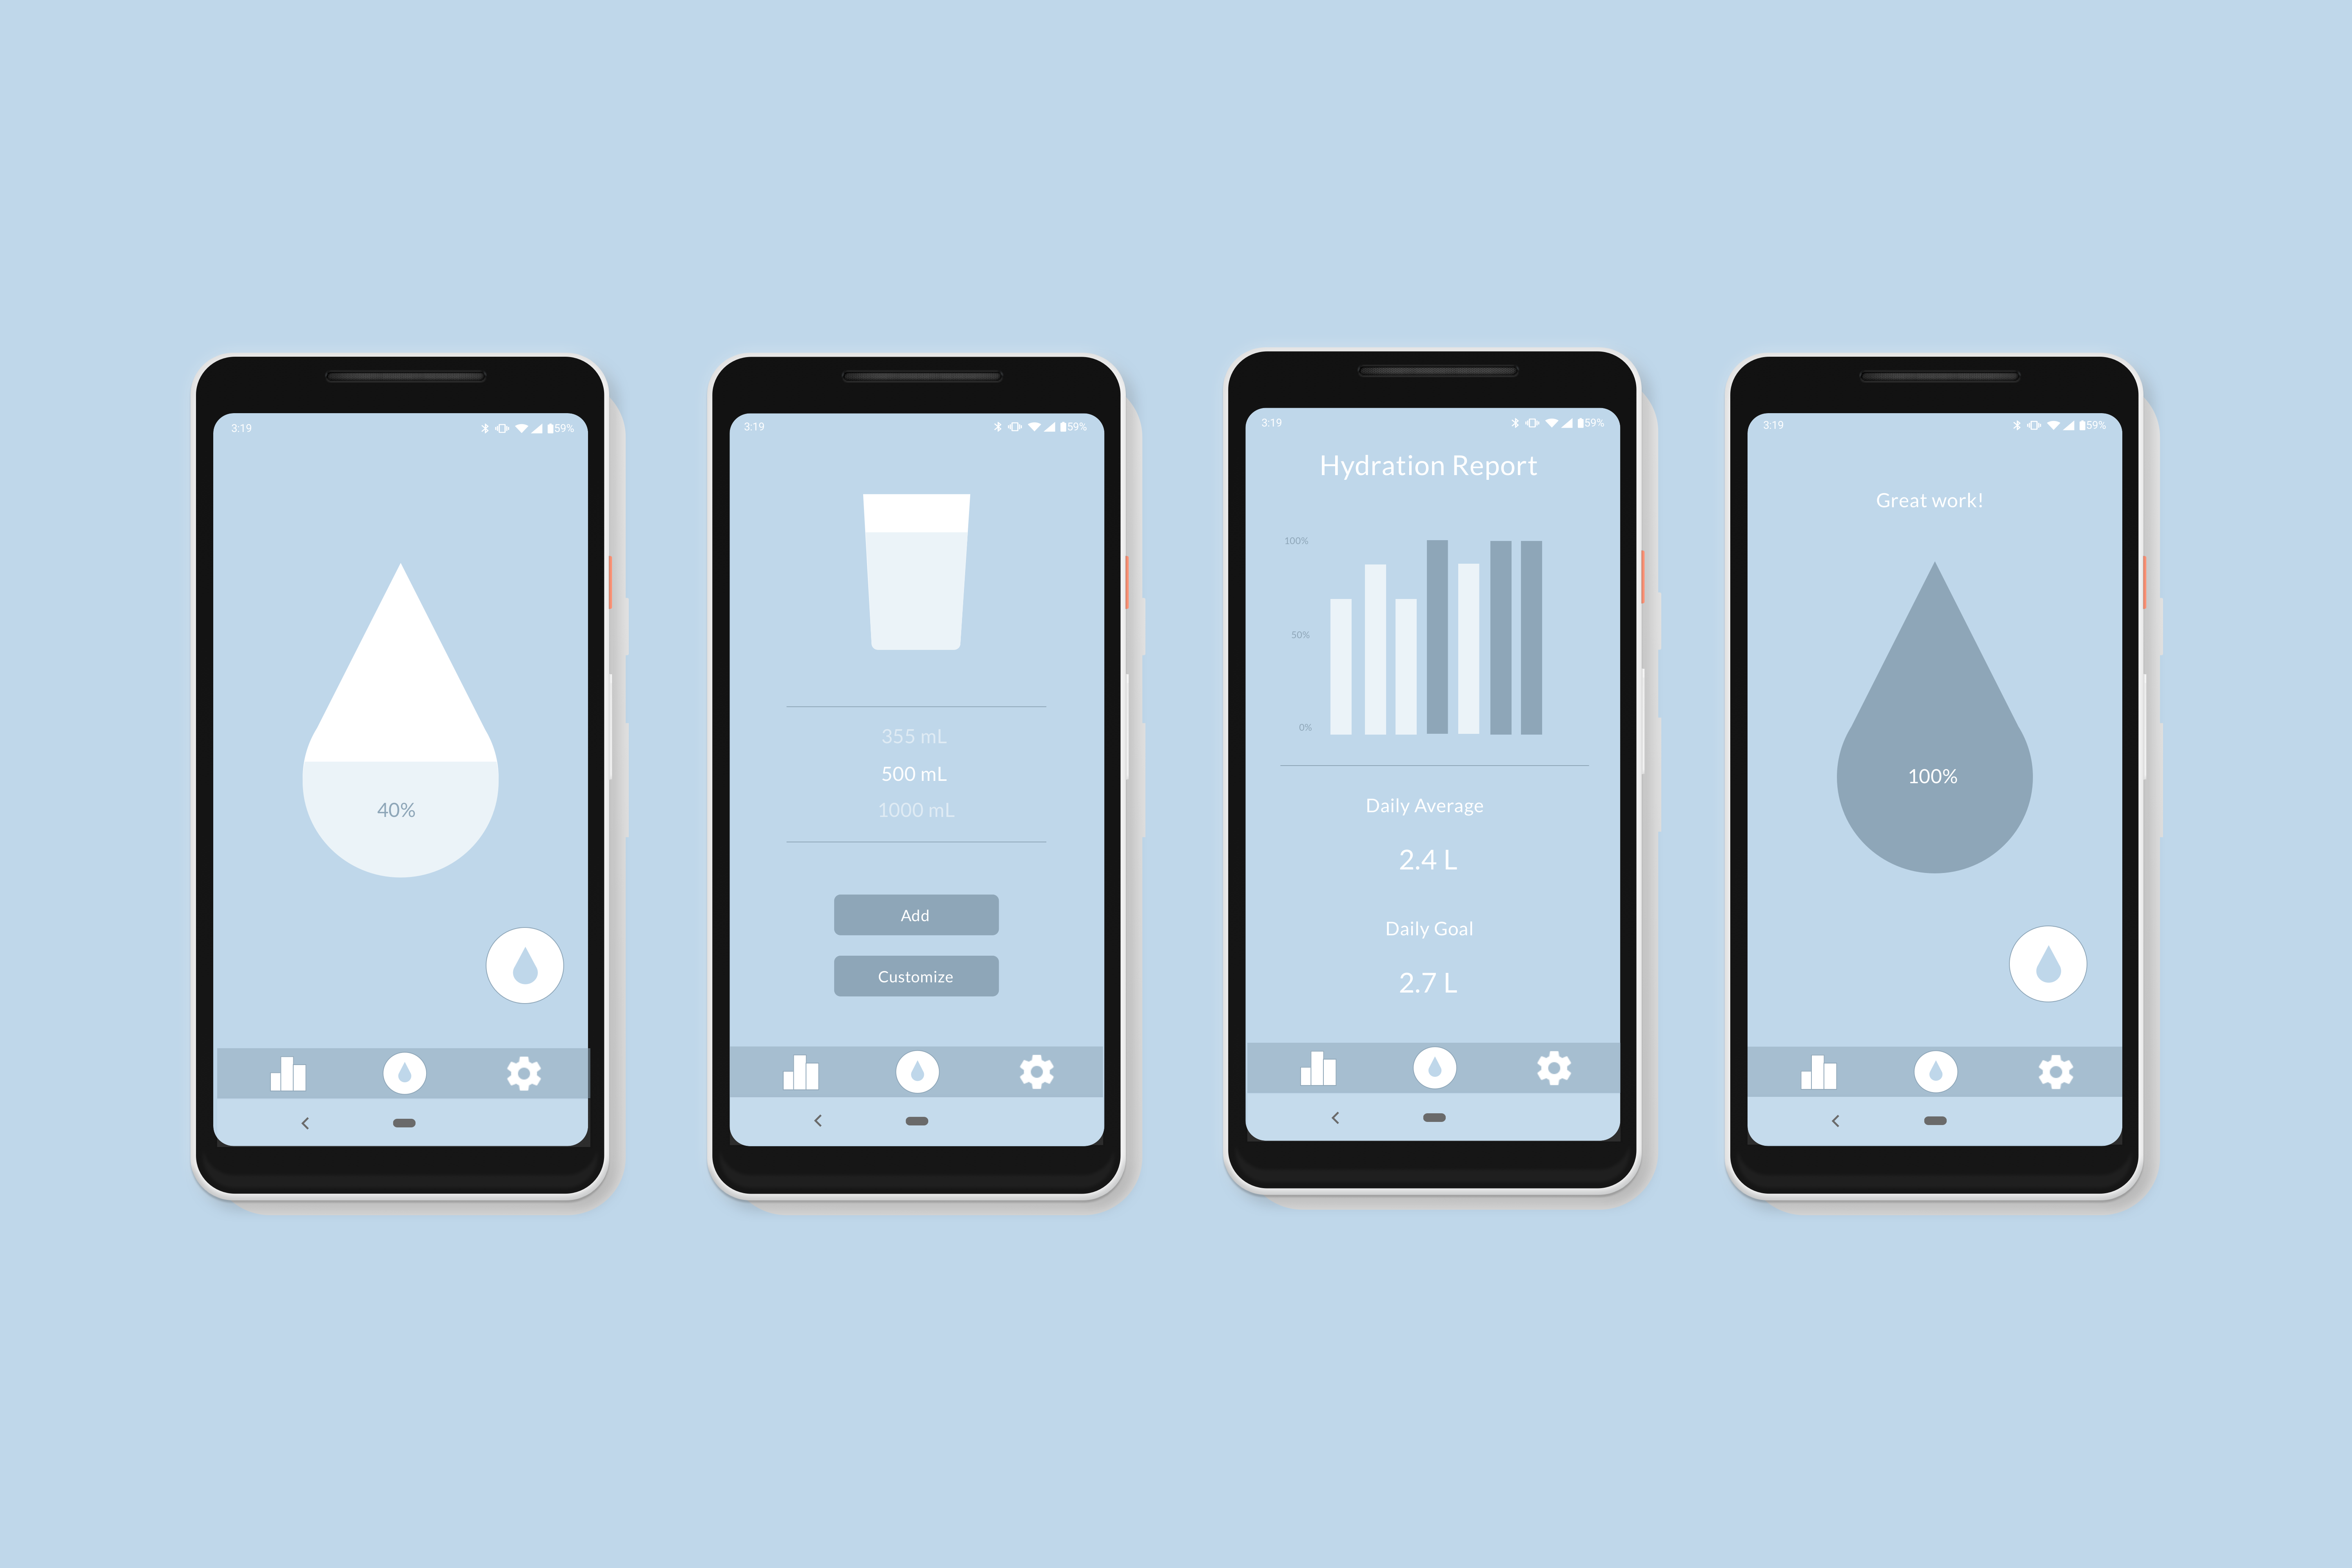 3:19
59%
40%
3:19
59%
355 mL
500 mL
1000 mL
Add
Customize
3:19
59%
Hydration Report
100%
50%
0%
Daily Average
2.4 L
Daily Goal
2.7 L
3:19
59%
Great work!
100%